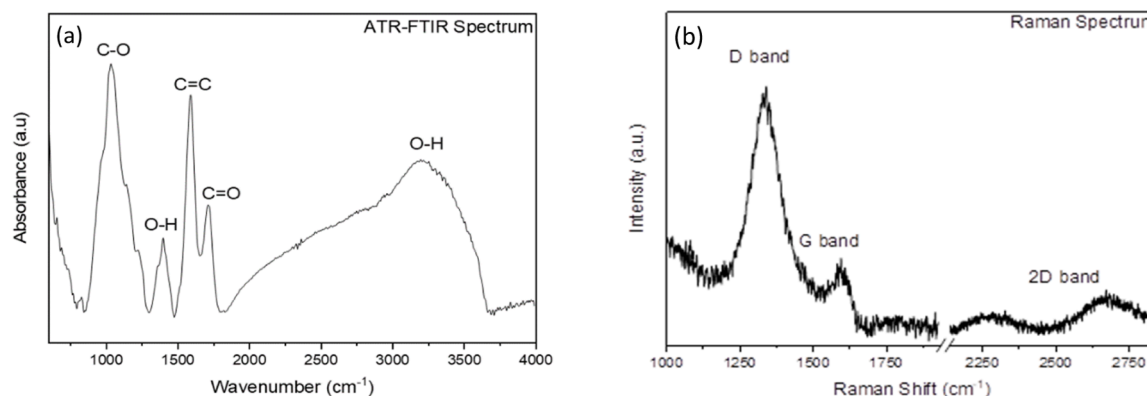 (a)
ATR-FTIR Spectrum
C-O
C=C
O-H
C=O
O-H
Absorbance (a.u)
1000 1500 2000 2500 3000 3500 4000
Wavenumber (cm⁻¹)
(b)
Raman Spectrum
D band
G band
2D band
Intensity (a.u.)
1000 1250 1500 1750 2250 2500 2750
Raman Shift (cm⁻¹)